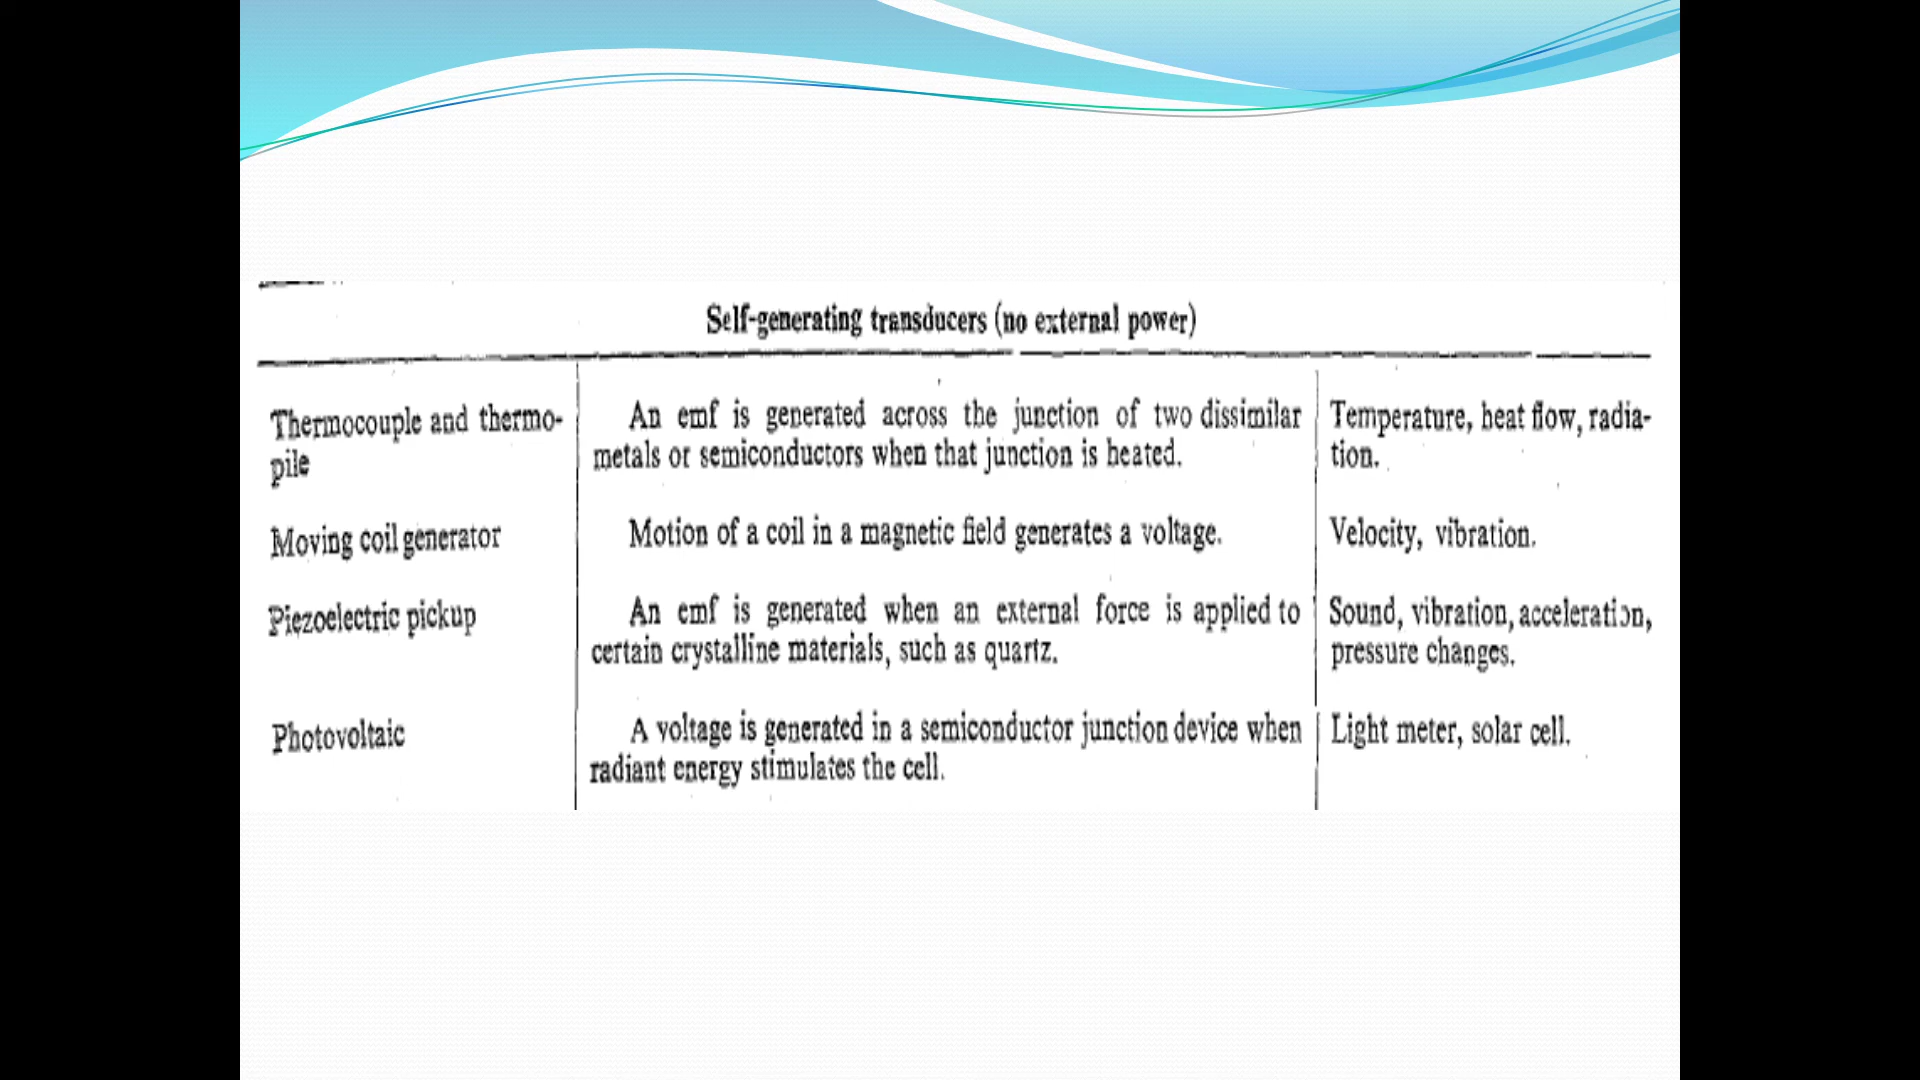 Self-generating transducers (no external power)
Thermocouple and thermo-
pile
An emf is generated across the junction of two dissimilar
metals or semiconductors when that junction is heated.
Temperature, heat flow, radia-
tion.
Moving coil generator
Motion of a coil in a magnetic field generates a voltage.
Velocity, vibration.
Piezoelectric pickup
An emf is generated when an external force is applied to
certain crystalline materials, such as quartz.
Sound, vibration, acceleration,
pressure changes.
Photovoltaic
A voltage is generated in a semiconductor junction device when
radiant energy stimulates the cell.
Light meter, solar cell.